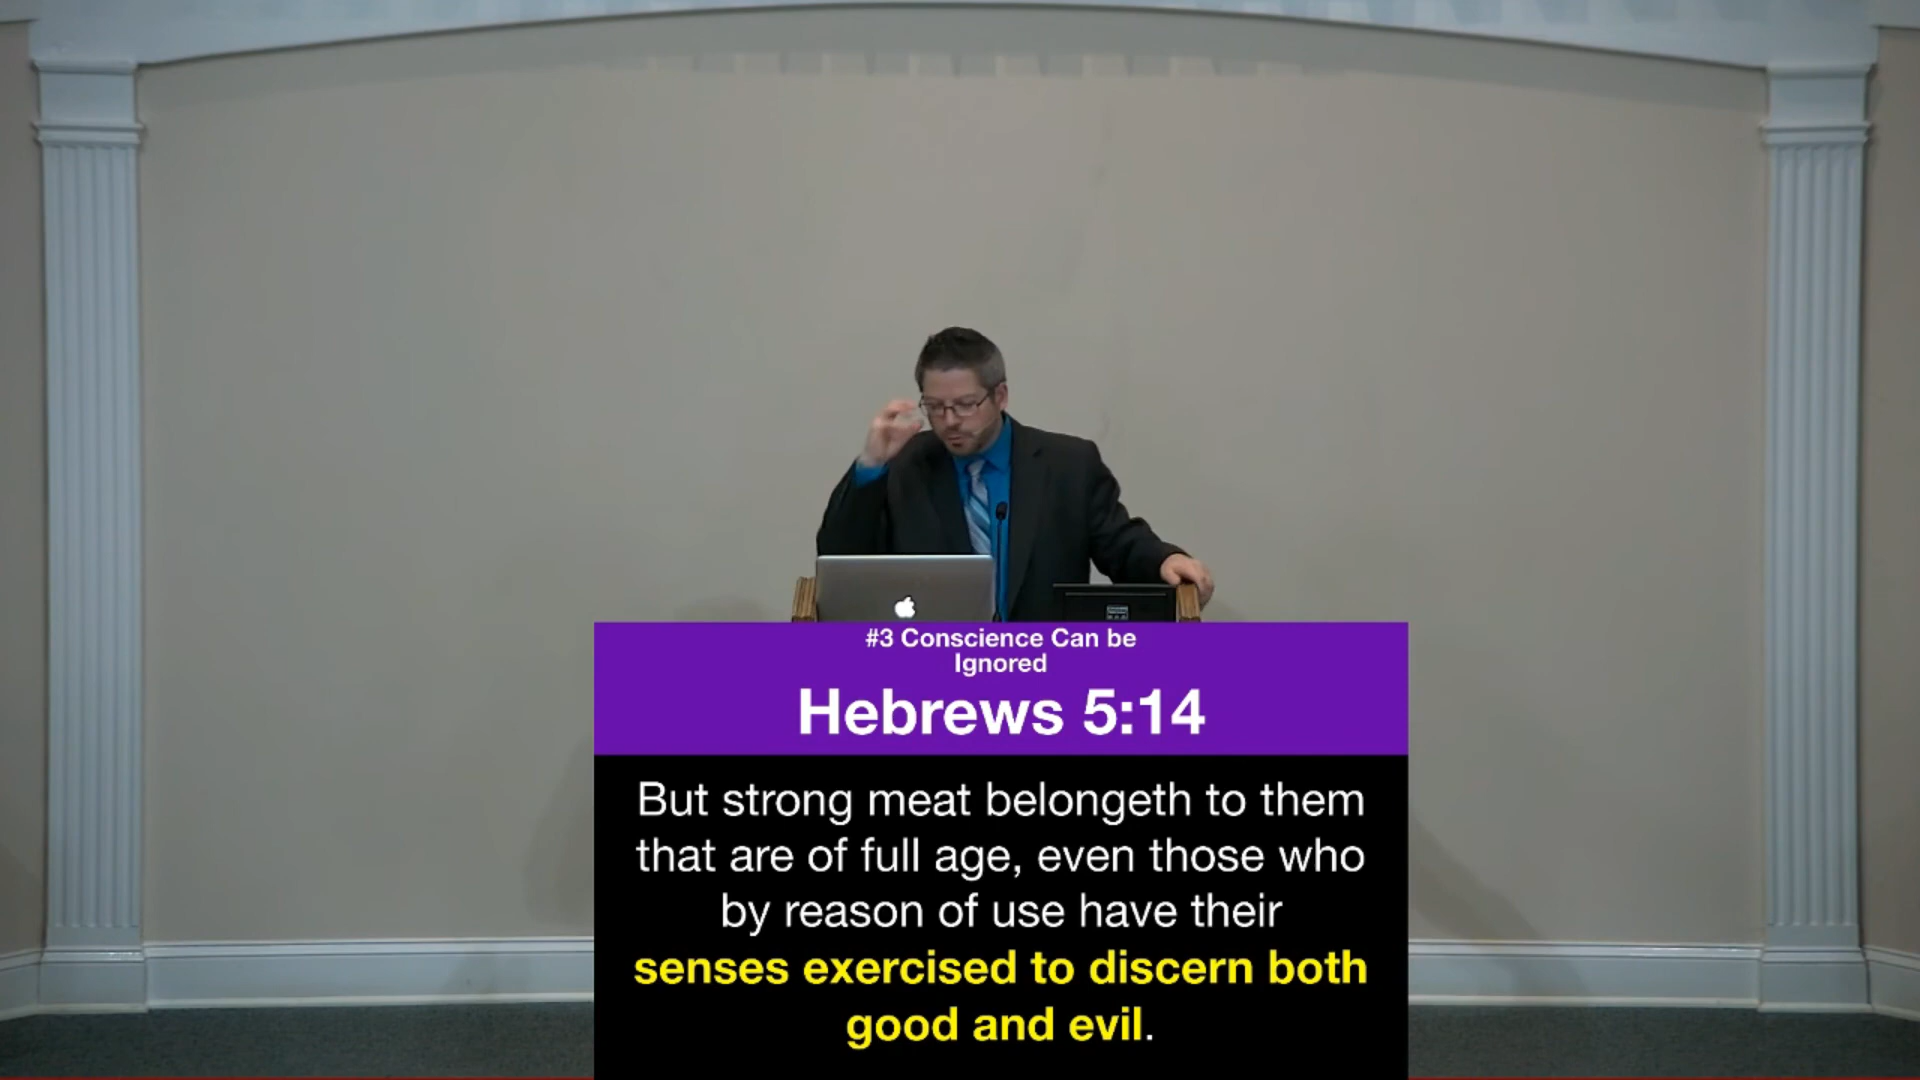 #3 Conscience Can be
Ignored
Hebrews 5:14
But strong meat belongeth to them
that are of full age, even those who
by reason of use have their
senses exercised to discern both
good and evil.